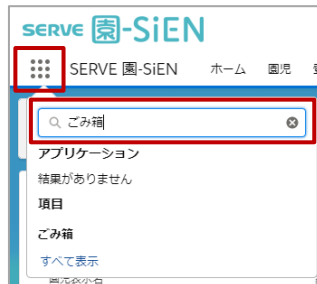 SERVE 園-SiEN
SERVE 園-SiEN ホーム 園児
ごみ箱
アプリケーション
結果がありません
項目
ごみ箱
すべて表示